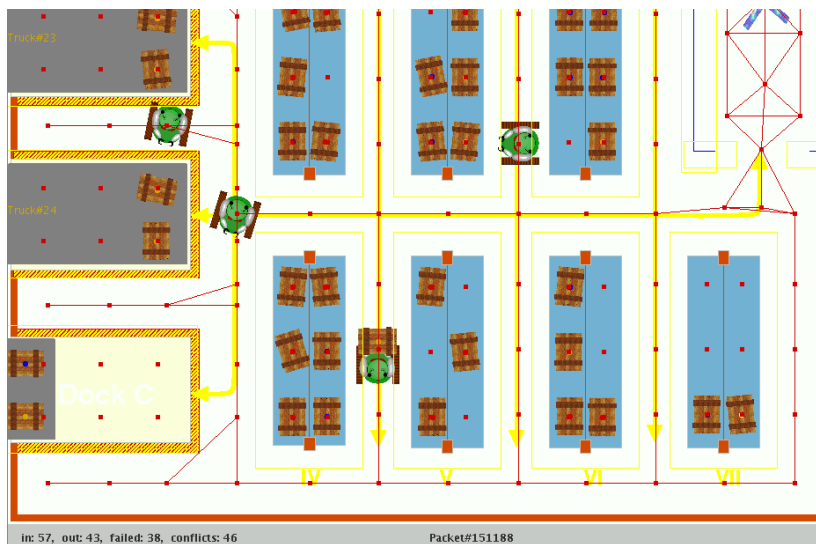 Truck#23
Truck#24
Dock C
IV V VI VII
in: 57, out: 43, failed: 38, conflicts: 46 Packet#151188